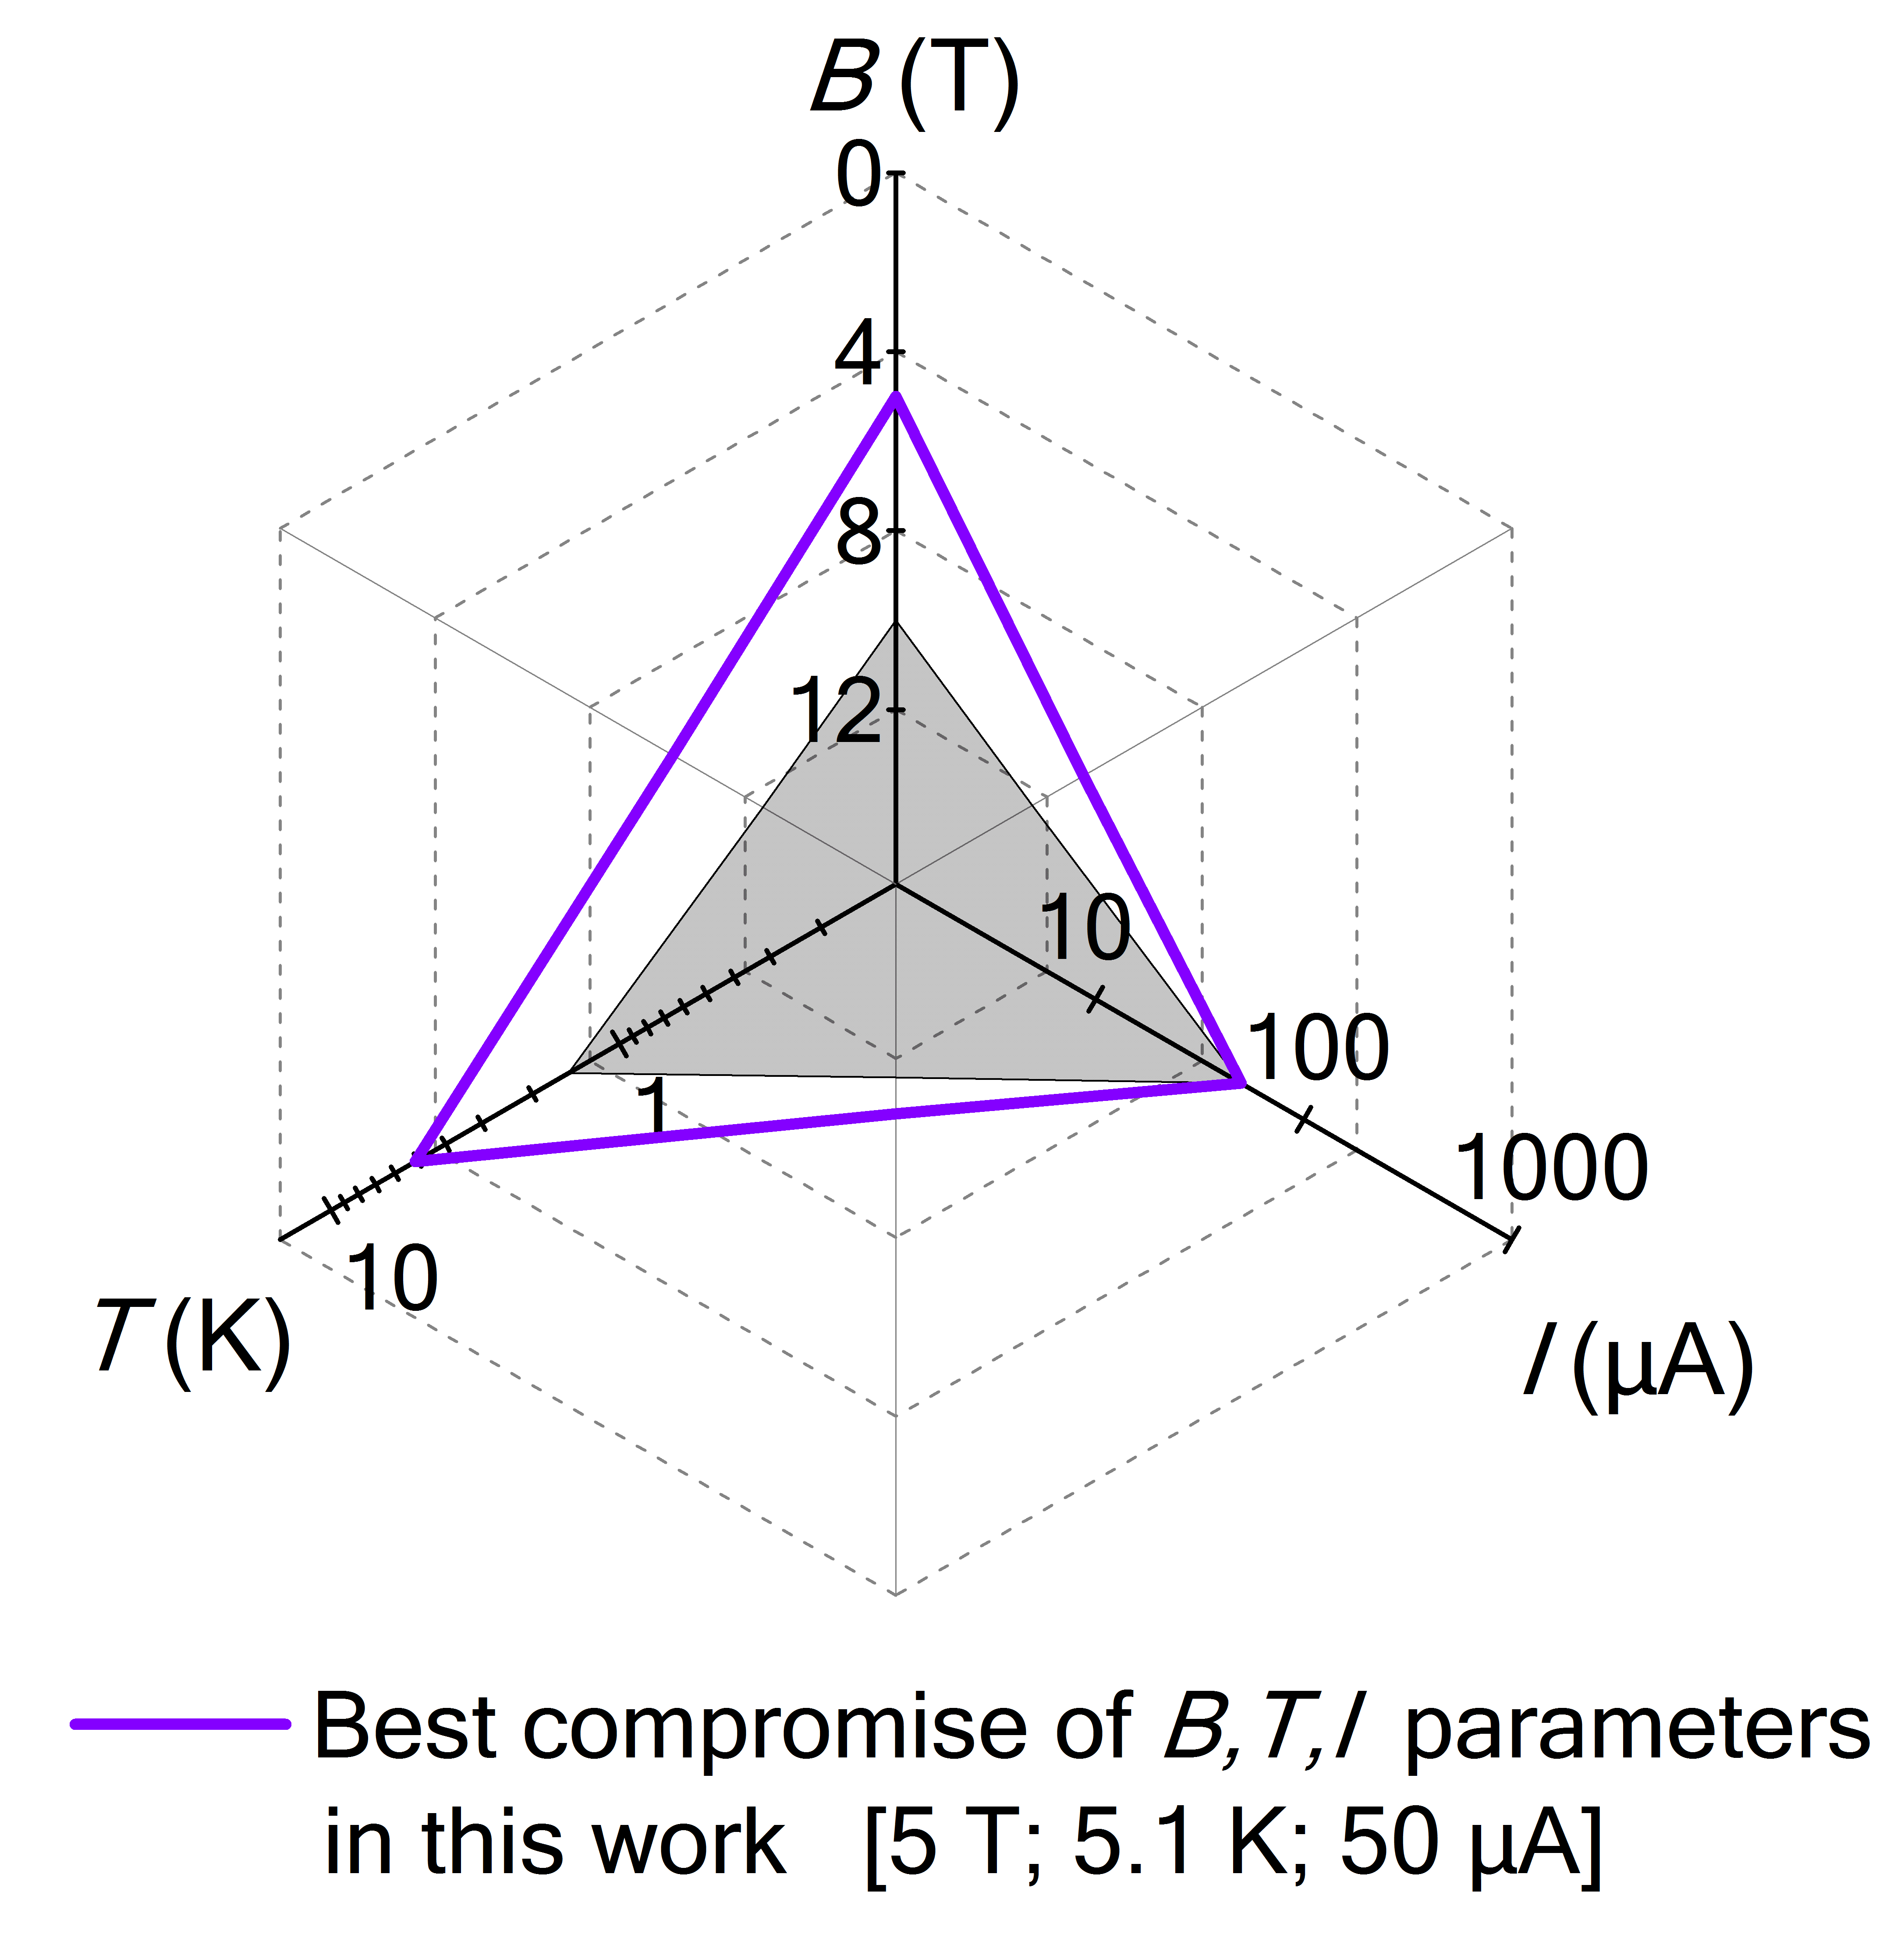 B (T)
0
4
8
12
10
100
1
1000
10
T (K)
I (µA)
Best compromise of B,T,I parameters
in this work [5 T; 5.1 K; 50 µA]